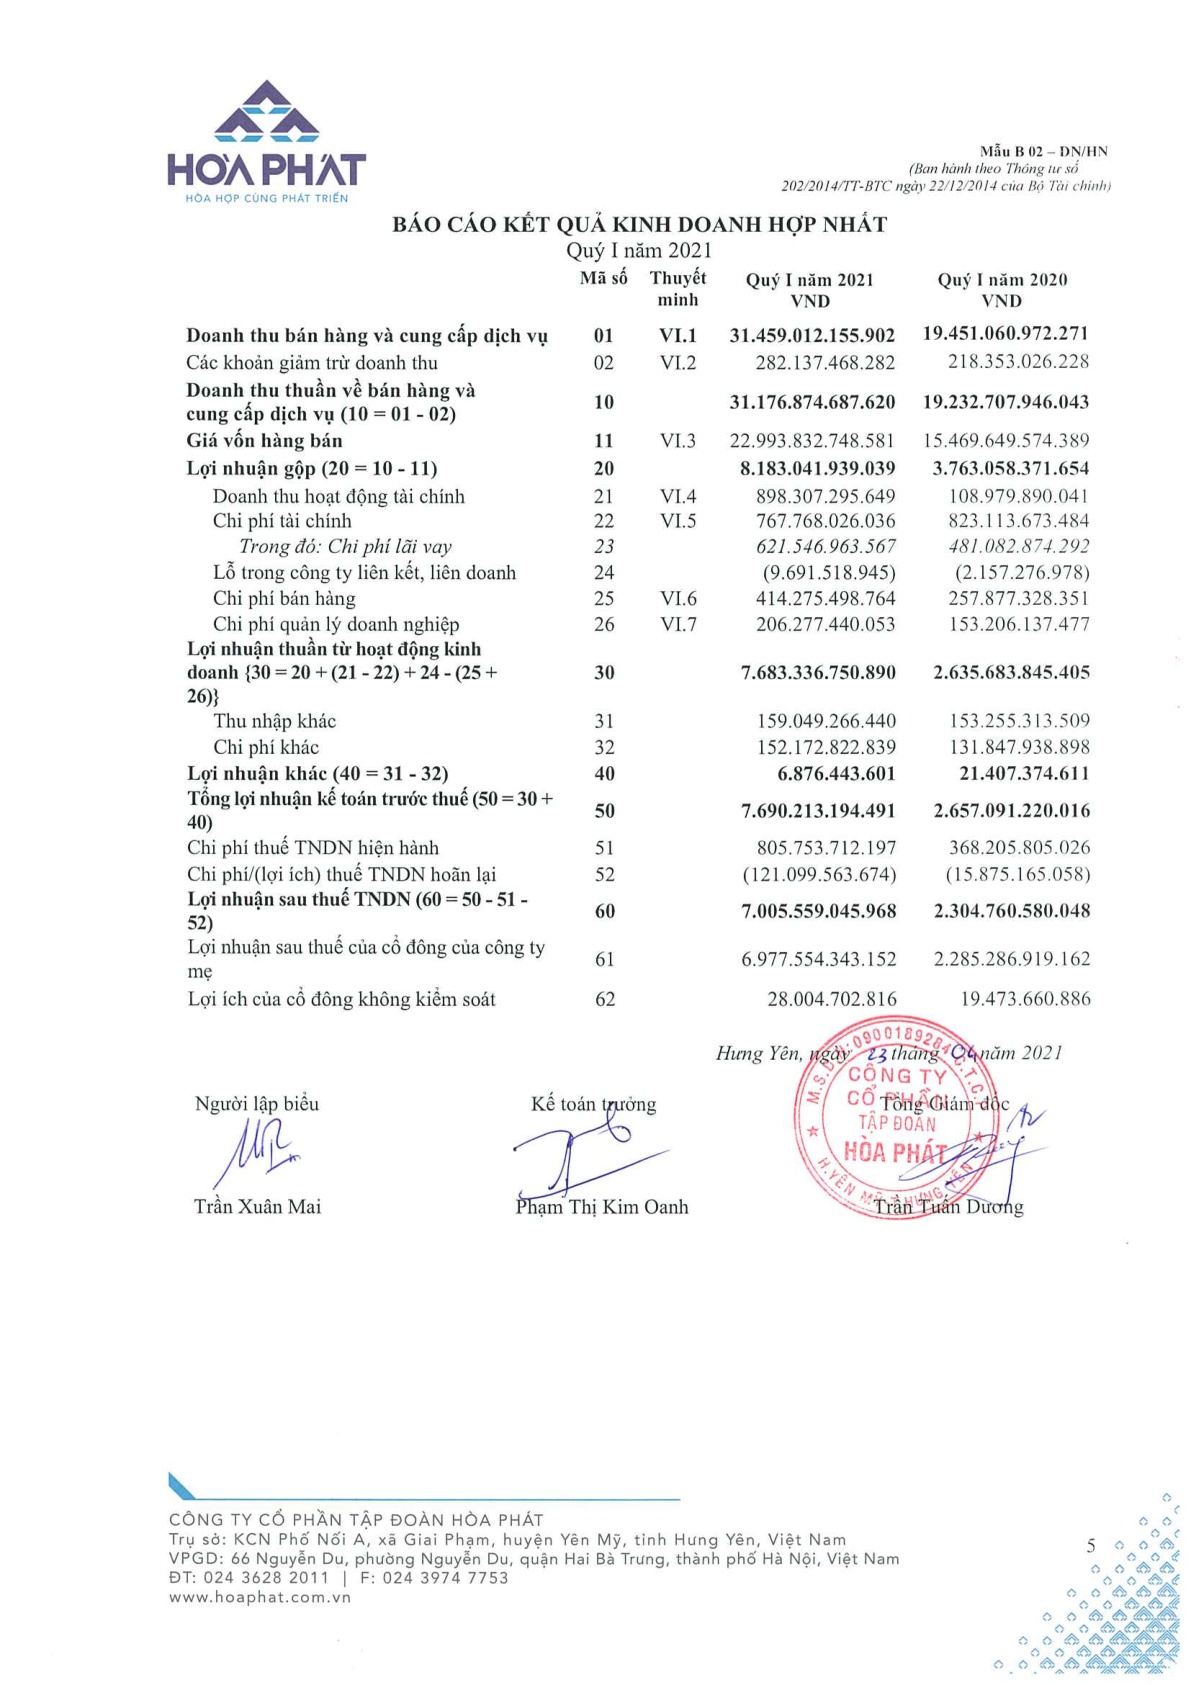 HÒA PHÁT
HÒA HỢP CÙNG PHÁT TRIỂN
Mẫu B 02 – DN/HN
(Ban hành theo Thông tư số
202/2014/TT-BTC ngày 22/12/2014 của Bộ Tài chính)
BÁO CÁO KẾT QUẢ KINH DOANH HỢP NHẤT
Quý I năm 2021
Mã số Thuyết minh Quý I năm 2021 VND Quý I năm 2020 VND
Doanh thu bán hàng và cung cấp dịch vụ 01 VI.1 31.459.012.155.902 19.451.060.972.271
Các khoản giảm trừ doanh thu 02 VI.2 282.137.468.282 218.353.026.228
Doanh thu thuần về bán hàng và
cung cấp dịch vụ (10 = 01 - 02) 10 31.176.874.687.620 19.232.707.946.043
Giá vốn hàng bán 11 VI.3 22.993.832.748.581 15.469.649.574.389
Lợi nhuận gộp (20 = 10 - 11) 20 8.183.041.939.039 3.763.058.371.654
Doanh thu hoạt động tài chính 21 VI.4 898.307.295.649 108.979.890.041
Chi phí tài chính 22 VI.5 767.768.026.036 823.113.673.484
Trong đó: Chi phí lãi vay 23 621.546.963.567 481.082.874.292
Lỗ trong công ty liên kết, liên doanh 24 (9.691.518.945) (2.157.276.978)
Chi phí bán hàng 25 VI.6 414.275.498.764 257.877.328.351
Chi phí quản lý doanh nghiệp 26 VI.7 206.277.440.053 153.206.137.477
Lợi nhuận thuần từ hoạt động kinh
doanh {30 = 20 + (21 - 22) + 24 - (25 + 30 7.683.336.750.890 2.635.683.845.405
26)}
Thu nhập khác 31 159.049.266.440 153.255.313.509
Chi phí khác 32 152.172.822.839 131.847.938.898
Lợi nhuận khác (40 = 31 - 32) 40 6.876.443.601 21.407.374.611
Tổng lợi nhuận kế toán trước thuế (50 = 30 +
40) 50 7.690.213.194.491 2.657.091.220.016
Chi phí thuế TNDN hiện hành 51 805.753.712.197 368.205.805.026
Chi phí/(lợi ích) thuế TNDN hoãn lại 52 (121.099.563.674) (15.875.165.058)
Lợi nhuận sau thuế TNDN (60 = 50 - 51 -
52) 60 7.005.559.045.968 2.304.760.580.048
Lợi nhuận sau thuế của cổ đông của công ty
mẹ 61 6.977.554.343.152 2.285.286.919.162
Lợi ích của cổ đông không kiểm soát 62 28.004.702.816 19.473.660.886
Hưng Yên, ngày 23 tháng 04 năm 2021
Người lập biểu Kế toán trưởng Tổng Giám đốc
M.S.D.N:0900189284-C.T.C.P
CÔNG TY
CỔ PHẦN
TẬP ĐOÀN
HÒA PHÁT
H.YÊN MỸ-T.HƯNG YÊN
Trần Xuân Mai Phạm Thị Kim Oanh Trần Tuấn Dương
CÔNG TY CỔ PHẦN TẬP ĐOÀN HÒA PHÁT
Trụ sở: KCN Phố Nối A, xã Giai Phạm, huyện Yên Mỹ, tỉnh Hưng Yên, Việt Nam
VPGD: 66 Nguyễn Du, phường Nguyễn Du, quận Hai Bà Trưng, thành phố Hà Nội, Việt Nam
ĐT: 024 3628 2011 | F: 024 3974 7753
www.hoaphat.com.vn
5